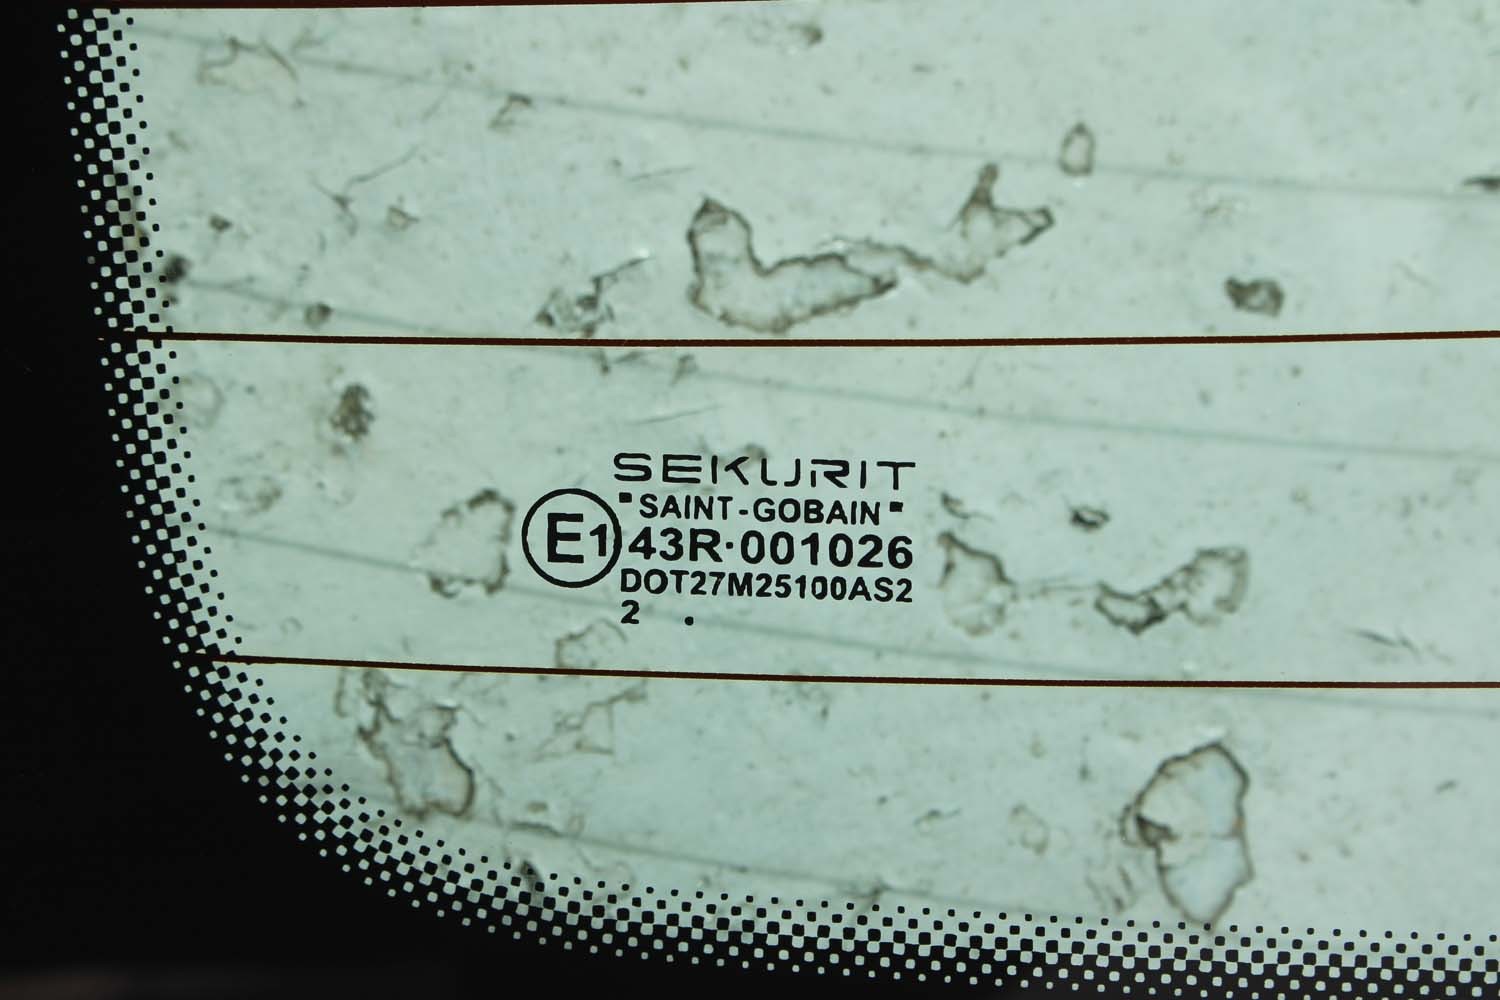 SEKURIT
"SAINT-GOBAIN"
E1 43R·001026
DOT27M25100AS2
2 .